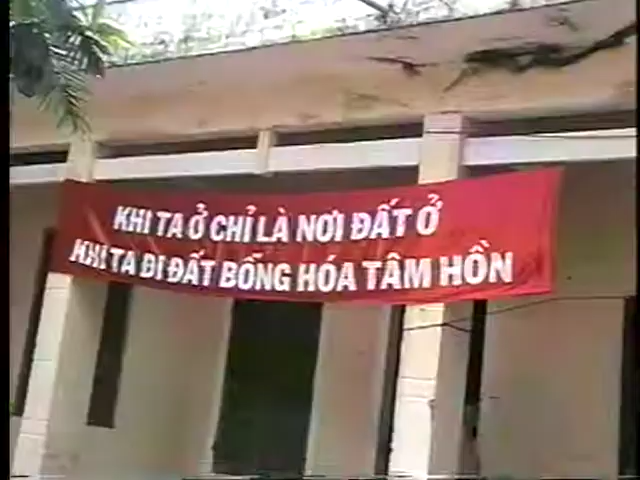 KHI TA Ở CHỈ LÀ NƠI ĐẤT Ở
KHI TA ĐI ĐẤT BỖNG HÓA TÂM HỒN